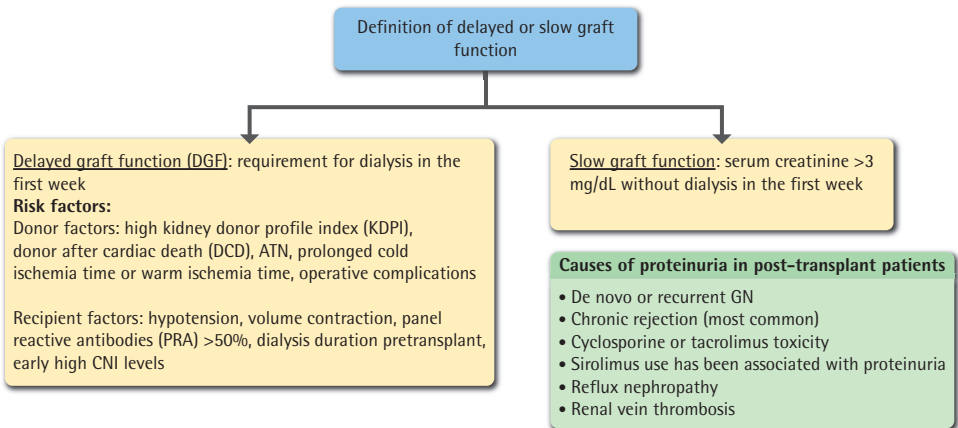 Definition of delayed or slow graft
function
Delayed graft function (DGF): requirement for dialysis in the
first week
Risk factors:
Donor factors: high kidney donor profile index (KDPI),
donor after cardiac death (DCD), ATN, prolonged cold
ischemia time or warm ischemia time, operative complications
Recipient factors: hypotension, volume contraction, panel
reactive antibodies (PRA) >50%, dialysis duration pretransplant,
early high CNI levels
Slow graft function: serum creatinine >3
mg/dL without dialysis in the first week
Causes of proteinuria in post-transplant patients
• De novo or recurrent GN
• Chronic rejection (most common)
• Cyclosporine or tacrolimus toxicity
• Sirolimus use has been associated with proteinuria
• Reflux nephropathy
• Renal vein thrombosis